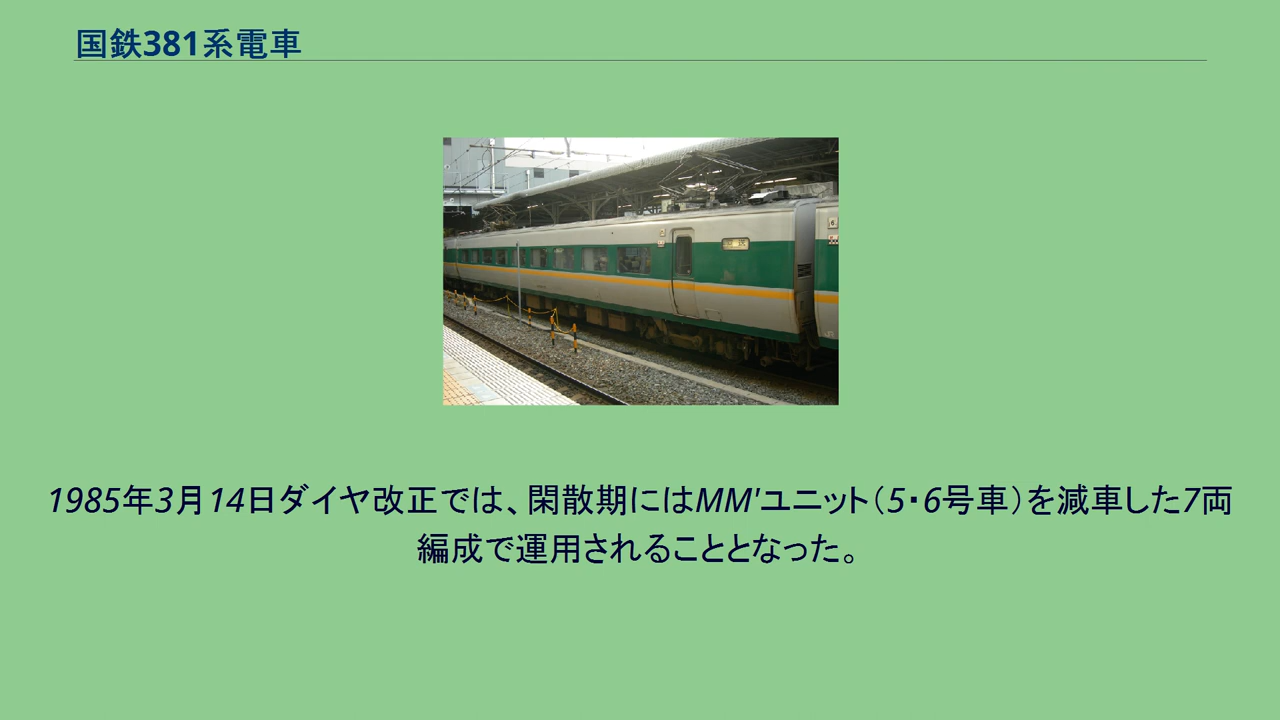 国鉄381系電車
1985年3月14日ダイヤ改正では、閑散期にはMM'ユニット（5・6号車）を減車した7両
編成で運用されることとなった。